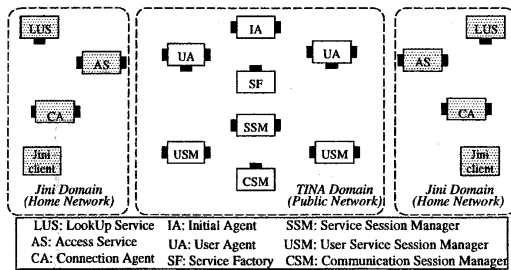 LUS
AS
CA
Jini
client
Jini Domain
(Home Network)
IA
UA
UA
SF
SSM
USM
USM
CSM
TINA Domain
(Public Network)
LUS
AS
CA
Jini
client
Jini Domain
(Home Network)
LUS: LookUp Service IA: Initial Agent SSM: Service Session Manager
AS: Access Service UA: User Agent USM: User Service Session Manager
CA: Connection Agent SF: Service Factory CSM: Communication Session Manager